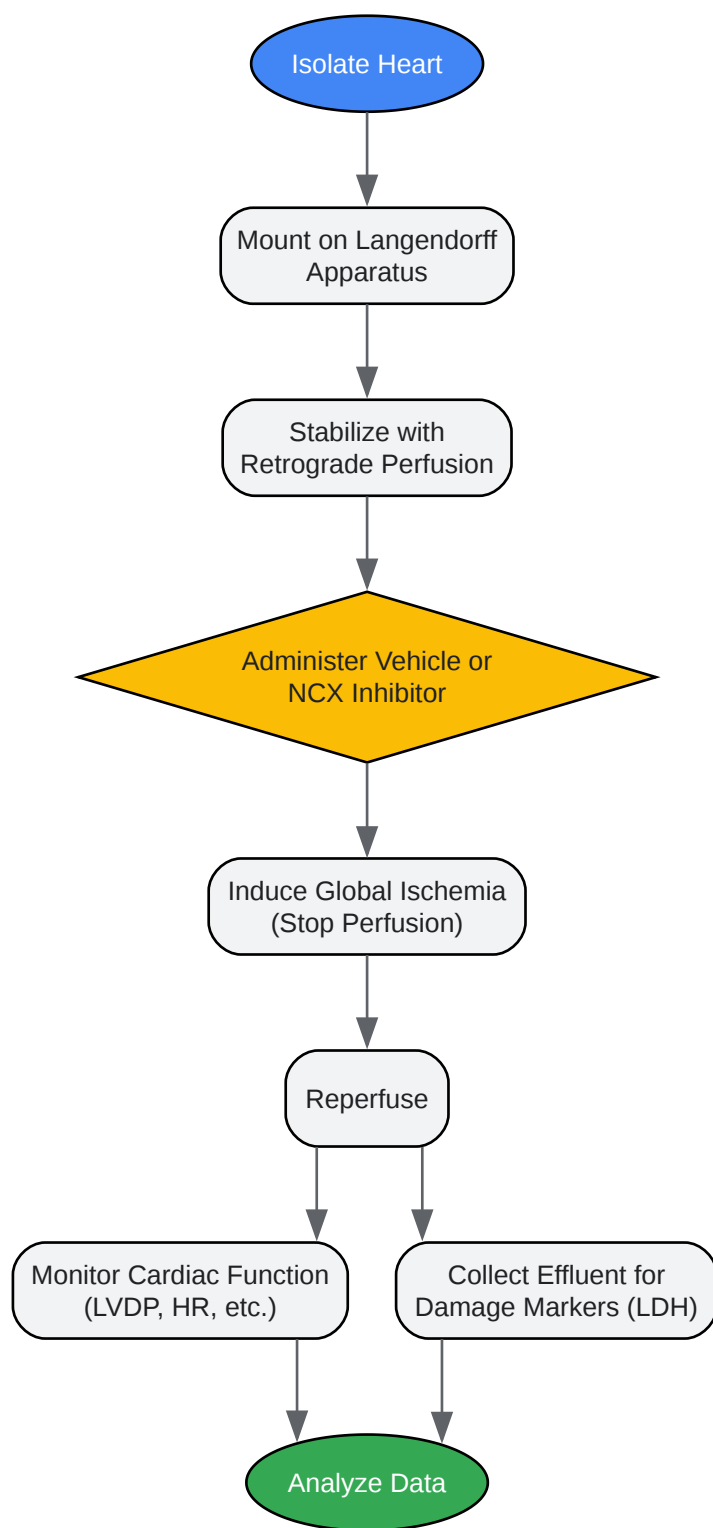 Isolate Heart
Mount on Langendorff
Apparatus
Stabilize with
Retrograde Perfusion
Administer Vehicle or
NCX Inhibitor
Induce Global Ischemia
(Stop Perfusion)
Reperfuse
Monitor Cardiac Function
(LVDP, HR, etc.)
Collect Effluent for
Damage Markers (LDH)
Analyze Data